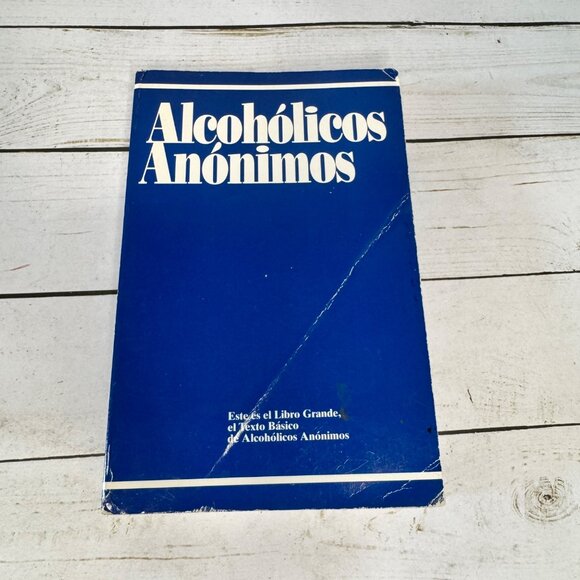 Alcohólicos
Anónimos
Este es el Libro Grande,
el Texto Básico
de Alcohólicos Anónimos